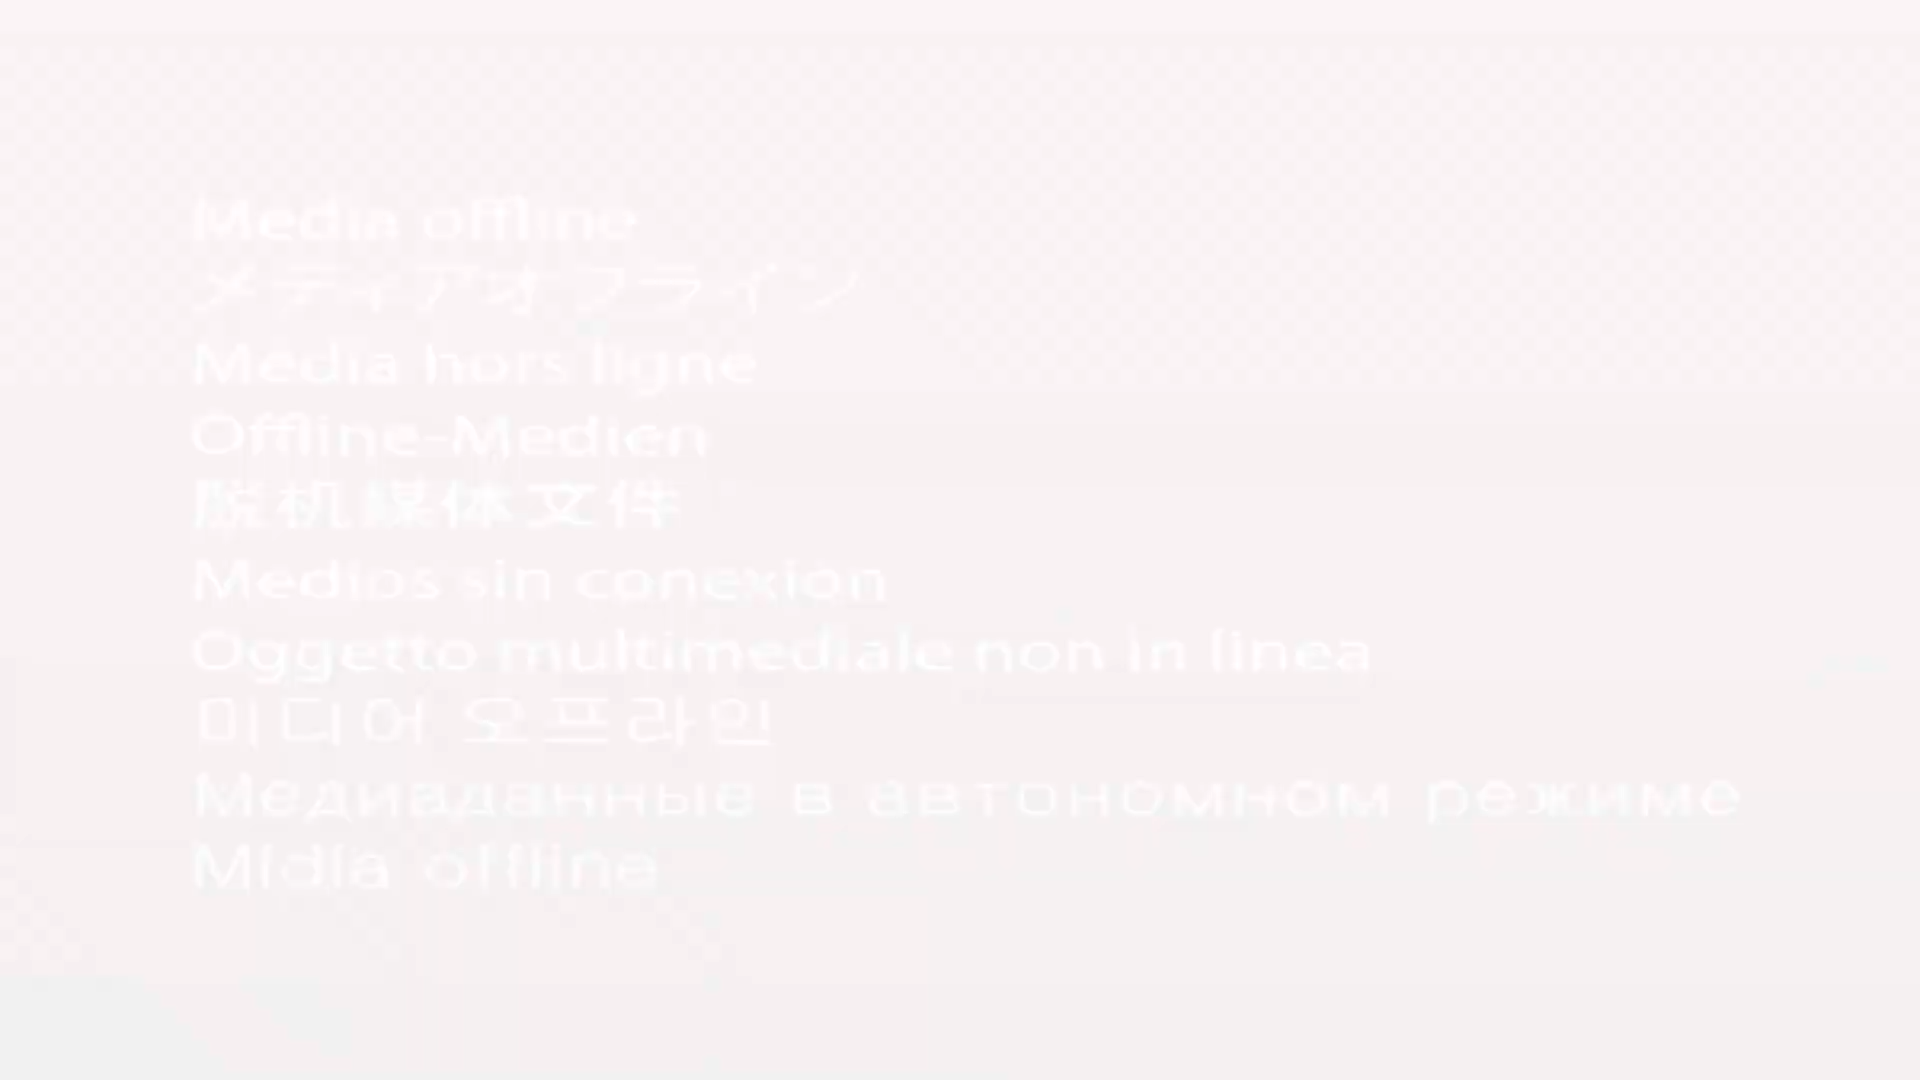 Media offline
メディアオフライン
Média hors ligne
Offline-Medien
脱机媒体文件
Medios sin conexión
Oggetto multimediale non in linea
미디어 오프라인
Медиаданные в автономном режиме
Mídia offline